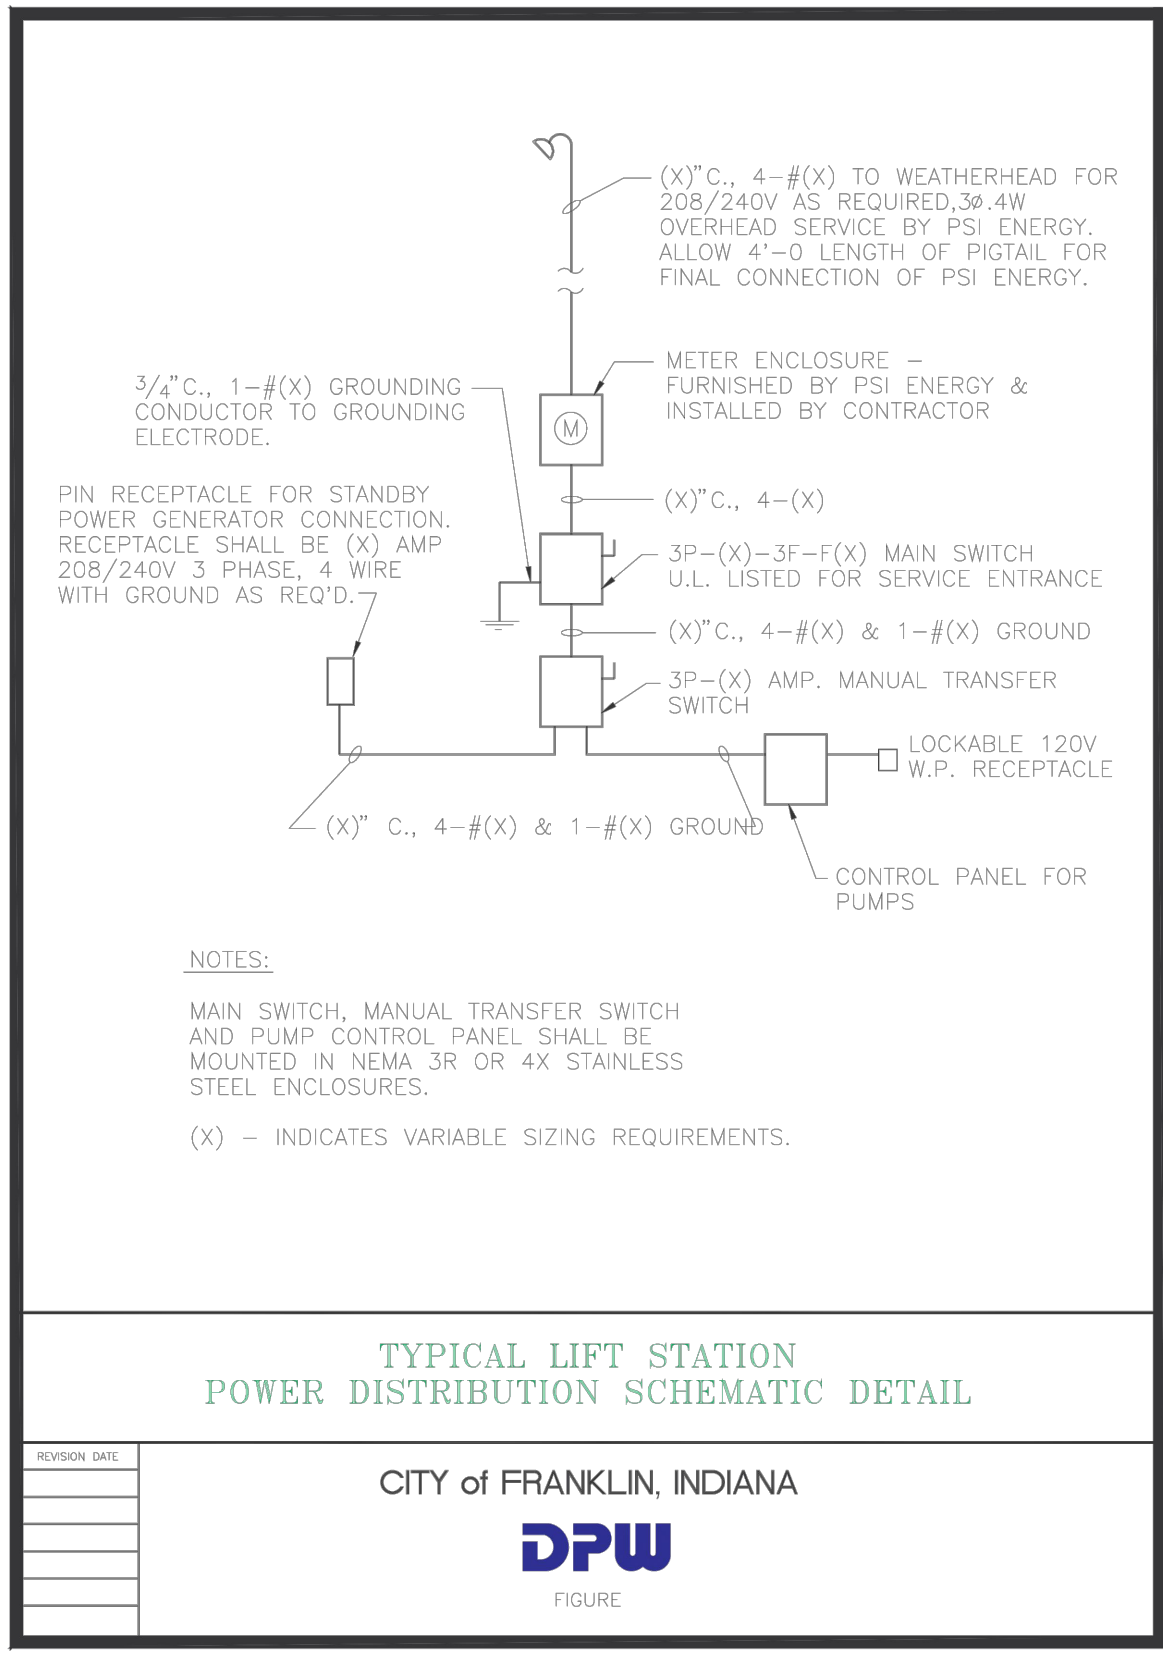 (X)"C., 4-#(X) TO WEATHERHEAD FOR
208/240V AS REQUIRED,3ø.4W
OVERHEAD SERVICE BY PSI ENERGY.
ALLOW 4'-0 LENGTH OF PIGTAIL FOR
FINAL CONNECTION OF PSI ENERGY.
METER ENCLOSURE -
FURNISHED BY PSI ENERGY &
INSTALLED BY CONTRACTOR
3/4"C., 1-#(X) GROUNDING
CONDUCTOR TO GROUNDING
ELECTRODE.
M
PIN RECEPTACLE FOR STANDBY
POWER GENERATOR CONNECTION.
RECEPTACLE SHALL BE (X) AMP
208/240V 3 PHASE, 4 WIRE
WITH GROUND AS REQ'D.
(X)"C., 4-(X)
3P-(X)-3F-F(X) MAIN SWITCH
U.L. LISTED FOR SERVICE ENTRANCE
(X)"C., 4-#(X) & 1-#(X) GROUND
3P-(X) AMP. MANUAL TRANSFER
SWITCH
LOCKABLE 120V
W.P. RECEPTACLE
(X)" C., 4-#(X) & 1-#(X) GROUND
CONTROL PANEL FOR
PUMPS
NOTES:
MAIN SWITCH, MANUAL TRANSFER SWITCH
AND PUMP CONTROL PANEL SHALL BE
MOUNTED IN NEMA 3R OR 4X STAINLESS
STEEL ENCLOSURES.
(X) - INDICATES VARIABLE SIZING REQUIREMENTS.
TYPICAL LIFT STATION
POWER DISTRIBUTION SCHEMATIC DETAIL
REVISION DATE
CITY of FRANKLIN, INDIANA
DPW
FIGURE